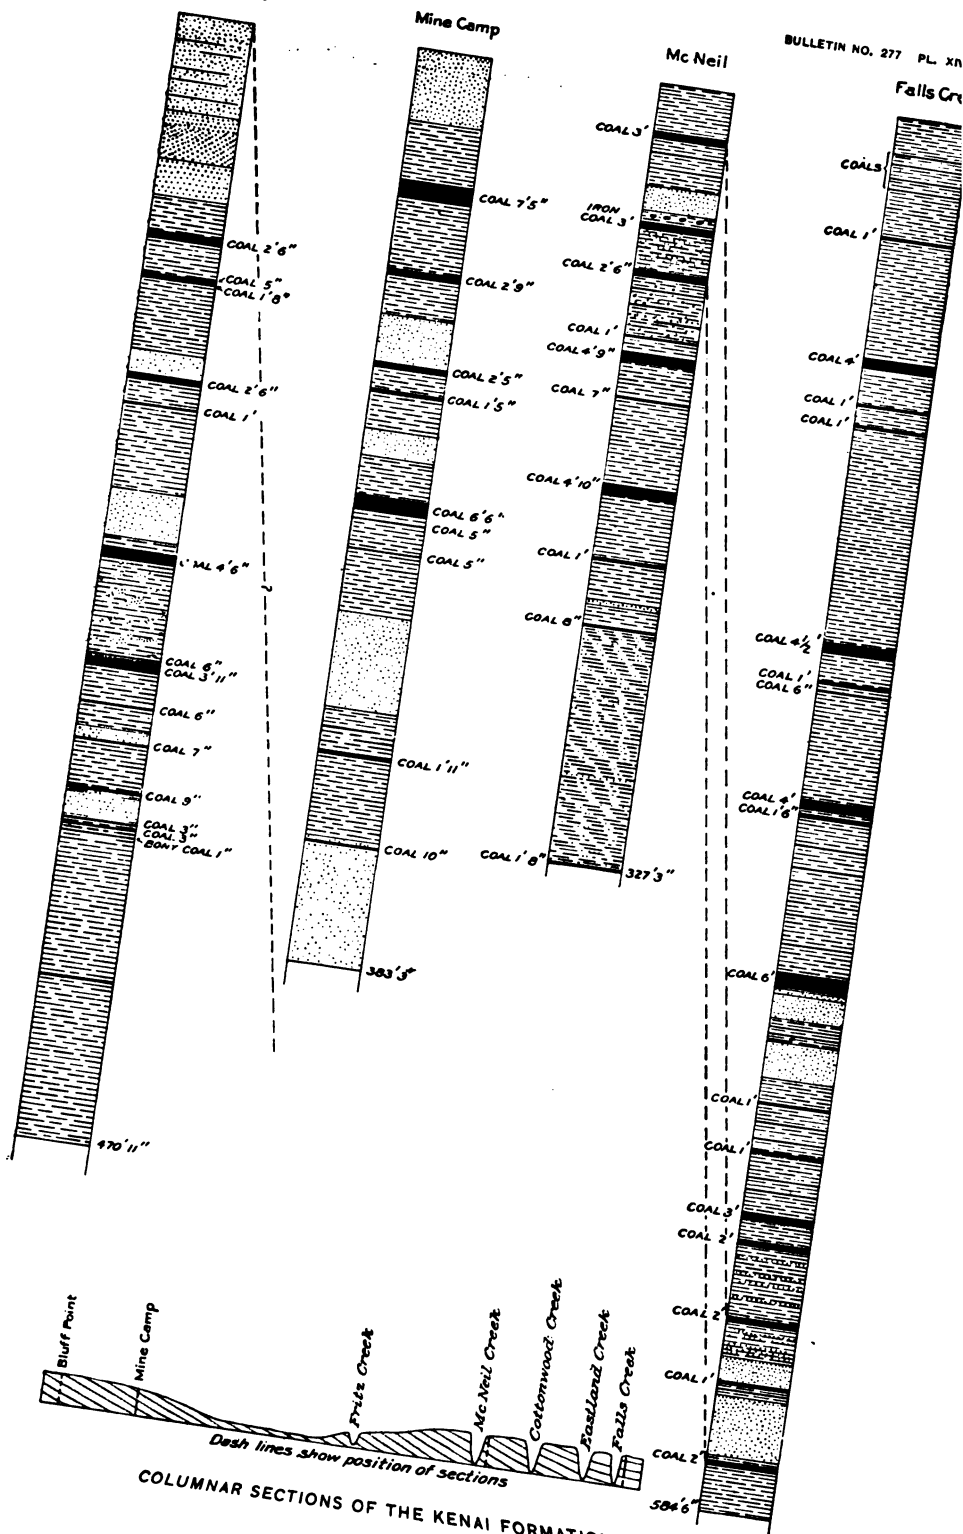 BULLETIN NO. 277 PL.
Mine Camp
Mc Neil
Falls
COAL 2'6"
COAL 5"
COAL 1'8"
COAL 2'6"
COAL 1'
4'6"
COAL 6"
COAL 3'11"
COAL 6"
COAL 7"
COAL 9"
COAL 3"
COAL 3"
BONY COAL 1"
470'11"
COAL 7'5"
COAL 2'9"
COAL 2'5"
COAL 1'5"
COAL 6'6"
COAL 5"
COAL 5"
COAL 1'11"
COAL 10"
383'3"
COAL 3'
IRON
COAL 3'
COAL 2'6"
COAL 1'
COAL 4'9"
COAL 7"
COAL 4'10"
COAL 1'
COAL 8"
COAL 1'8"
327'3"
COALS
COAL 1'
COAL 4'
COAL 1'
COAL 1'
COAL 4½'
COAL 1'
COAL 6"
COAL 4'
COAL 1'6"
COAL 6'
COAL 1'
COAL 1'
COAL 3'
COAL 2'
COAL 2'
COAL 1'
COAL 2'
584'6"
Bluff Point
Mine Camp
Fritz Creek
Mc Neil Creek
Cottonwood Creek
Eastland Creek
Falls Creek
Dash lines show position of sections
COLUMNAR SECTIONS OF THE KENAI